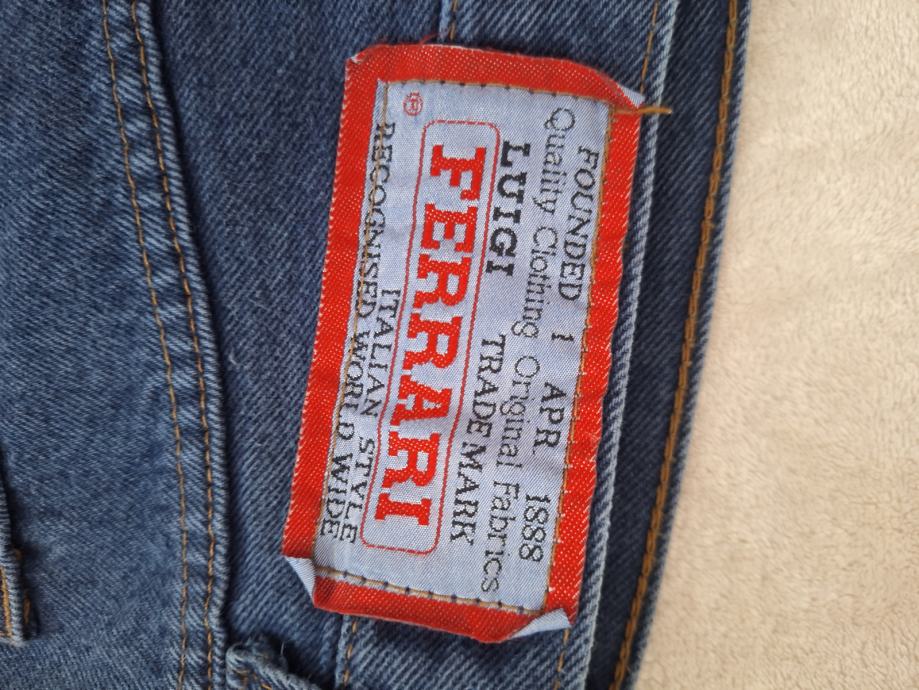 FOUNDED 1 APR. 1888
Quality Clothing Original Fabrics
LUIGI TRADE MARK
FERRARI
®
ITALIAN STYLE
RECOGNISED WORLD WIDE